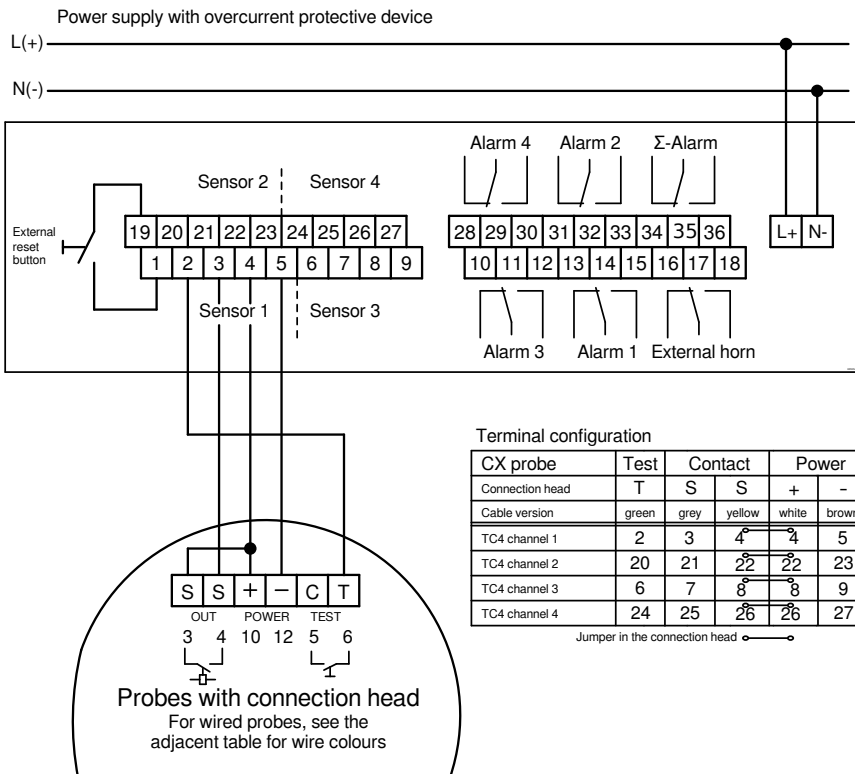 Power supply with overcurrent protective device
L(+)
N(-)
Alarm 4 Alarm 2 Σ-Alarm
Sensor 2 Sensor 4
External
reset
button
19 20 21 22 23 24 25 26 27 28 29 30 31 32 33 34 35 36 L+ N-
1 2 3 4 5 6 7 8 9 10 11 12 13 14 15 16 17 18
Sensor 1 Sensor 3
Alarm 3 Alarm 1 External horn
Terminal configuration
CX probe Test Contact Power
Connection head T S S + -
Cable version green grey yellow white brown
TC4 channel 1 2 3 4 4 5
TC4 channel 2 20 21 22 22 23
TC4 channel 3 6 7 8 8 9
TC4 channel 4 24 25 26 26 27
Jumper in the connection head
S S + - C T
OUT POWER TEST
3 4 10 12 5 6
Probes with connection head
For wired probes, see the
adjacent table for wire colours